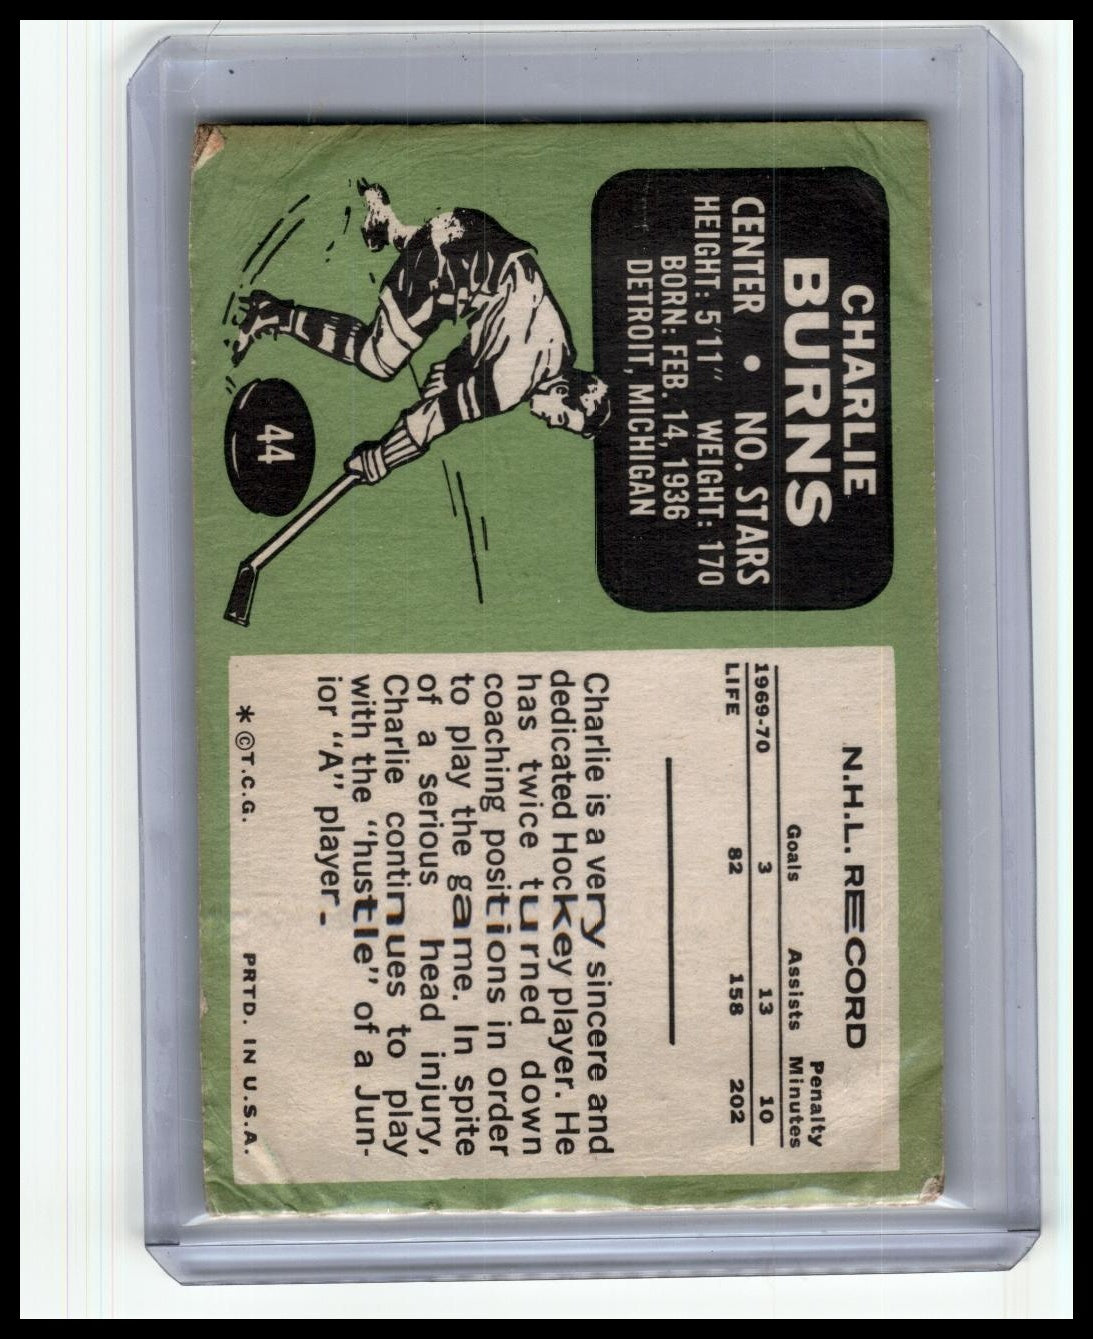 CHARLIE
BURNS
CENTER • NO. STARS
HEIGHT: 5'11" WEIGHT: 170
BORN: FEB. 14, 1936
DETROIT, MICHIGAN
44
N.H.L. RECORD
Goals Assists Penalty Minutes
1969-70 3 13 10
LIFE 82 158 202
Charlie is a very sincere and
dedicated Hockey player. He
has twice turned down
coaching positions in order
to play the game. In spite
of a serious head injury,
Charlie continues to play
with the "hustle" of a Jun-
ior "A" player-
* ©T.C.G. PRTD. IN U.S.A.